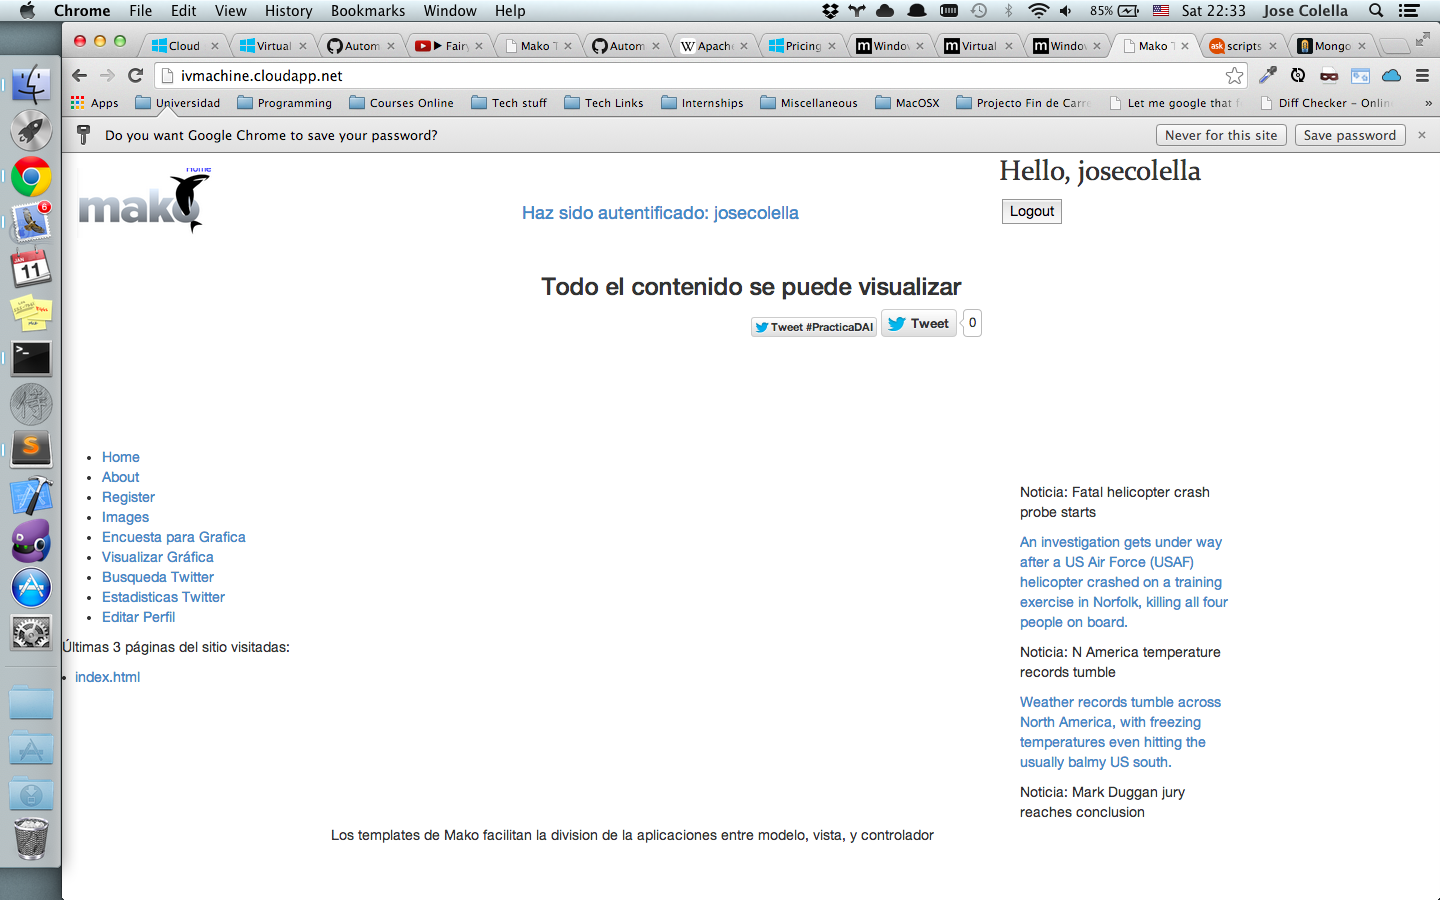 Chrome File Edit View History Bookmarks Window Help 85% Sat 22:33 Jose Colella
Cloud Virtual Autom Fairy Mako T Autom Apache Pricing Window Virtual Window Mako T ask scripts Mongo
ivmachine.cloudapp.net
Apps Universidad Programming Courses Online Tech stuff Tech Links Internships Miscellaneous MacOSX Projecto Fin de Carre Let me google that f Diff Checker – Online »
Do you want Google Chrome to save your password? Never for this site Save password
Home
mako
Haz sido autentificado: josecolella
Hello, josecolella
Logout
Todo el contenido se puede visualizar
Tweet #PracticaDAI Tweet 0
Home
About
Register
Images
Encuesta para Grafica
Visualizar Gráfica
Busqueda Twitter
Estadisticas Twitter
Editar Perfil
Últimas 3 páginas del sitio visitadas:
index.html
Noticia: Fatal helicopter crash
probe starts
An investigation gets under way
after a US Air Force (USAF)
helicopter crashed on a training
exercise in Norfolk, killing all four
people on board.
Noticia: N America temperature
records tumble
Weather records tumble across
North America, with freezing
temperatures even hitting the
usually balmy US south.
Noticia: Mark Duggan jury
reaches conclusion
Los templates de Mako facilitan la division de la aplicaciones entre modelo, vista, y controlador
6
JAN
11